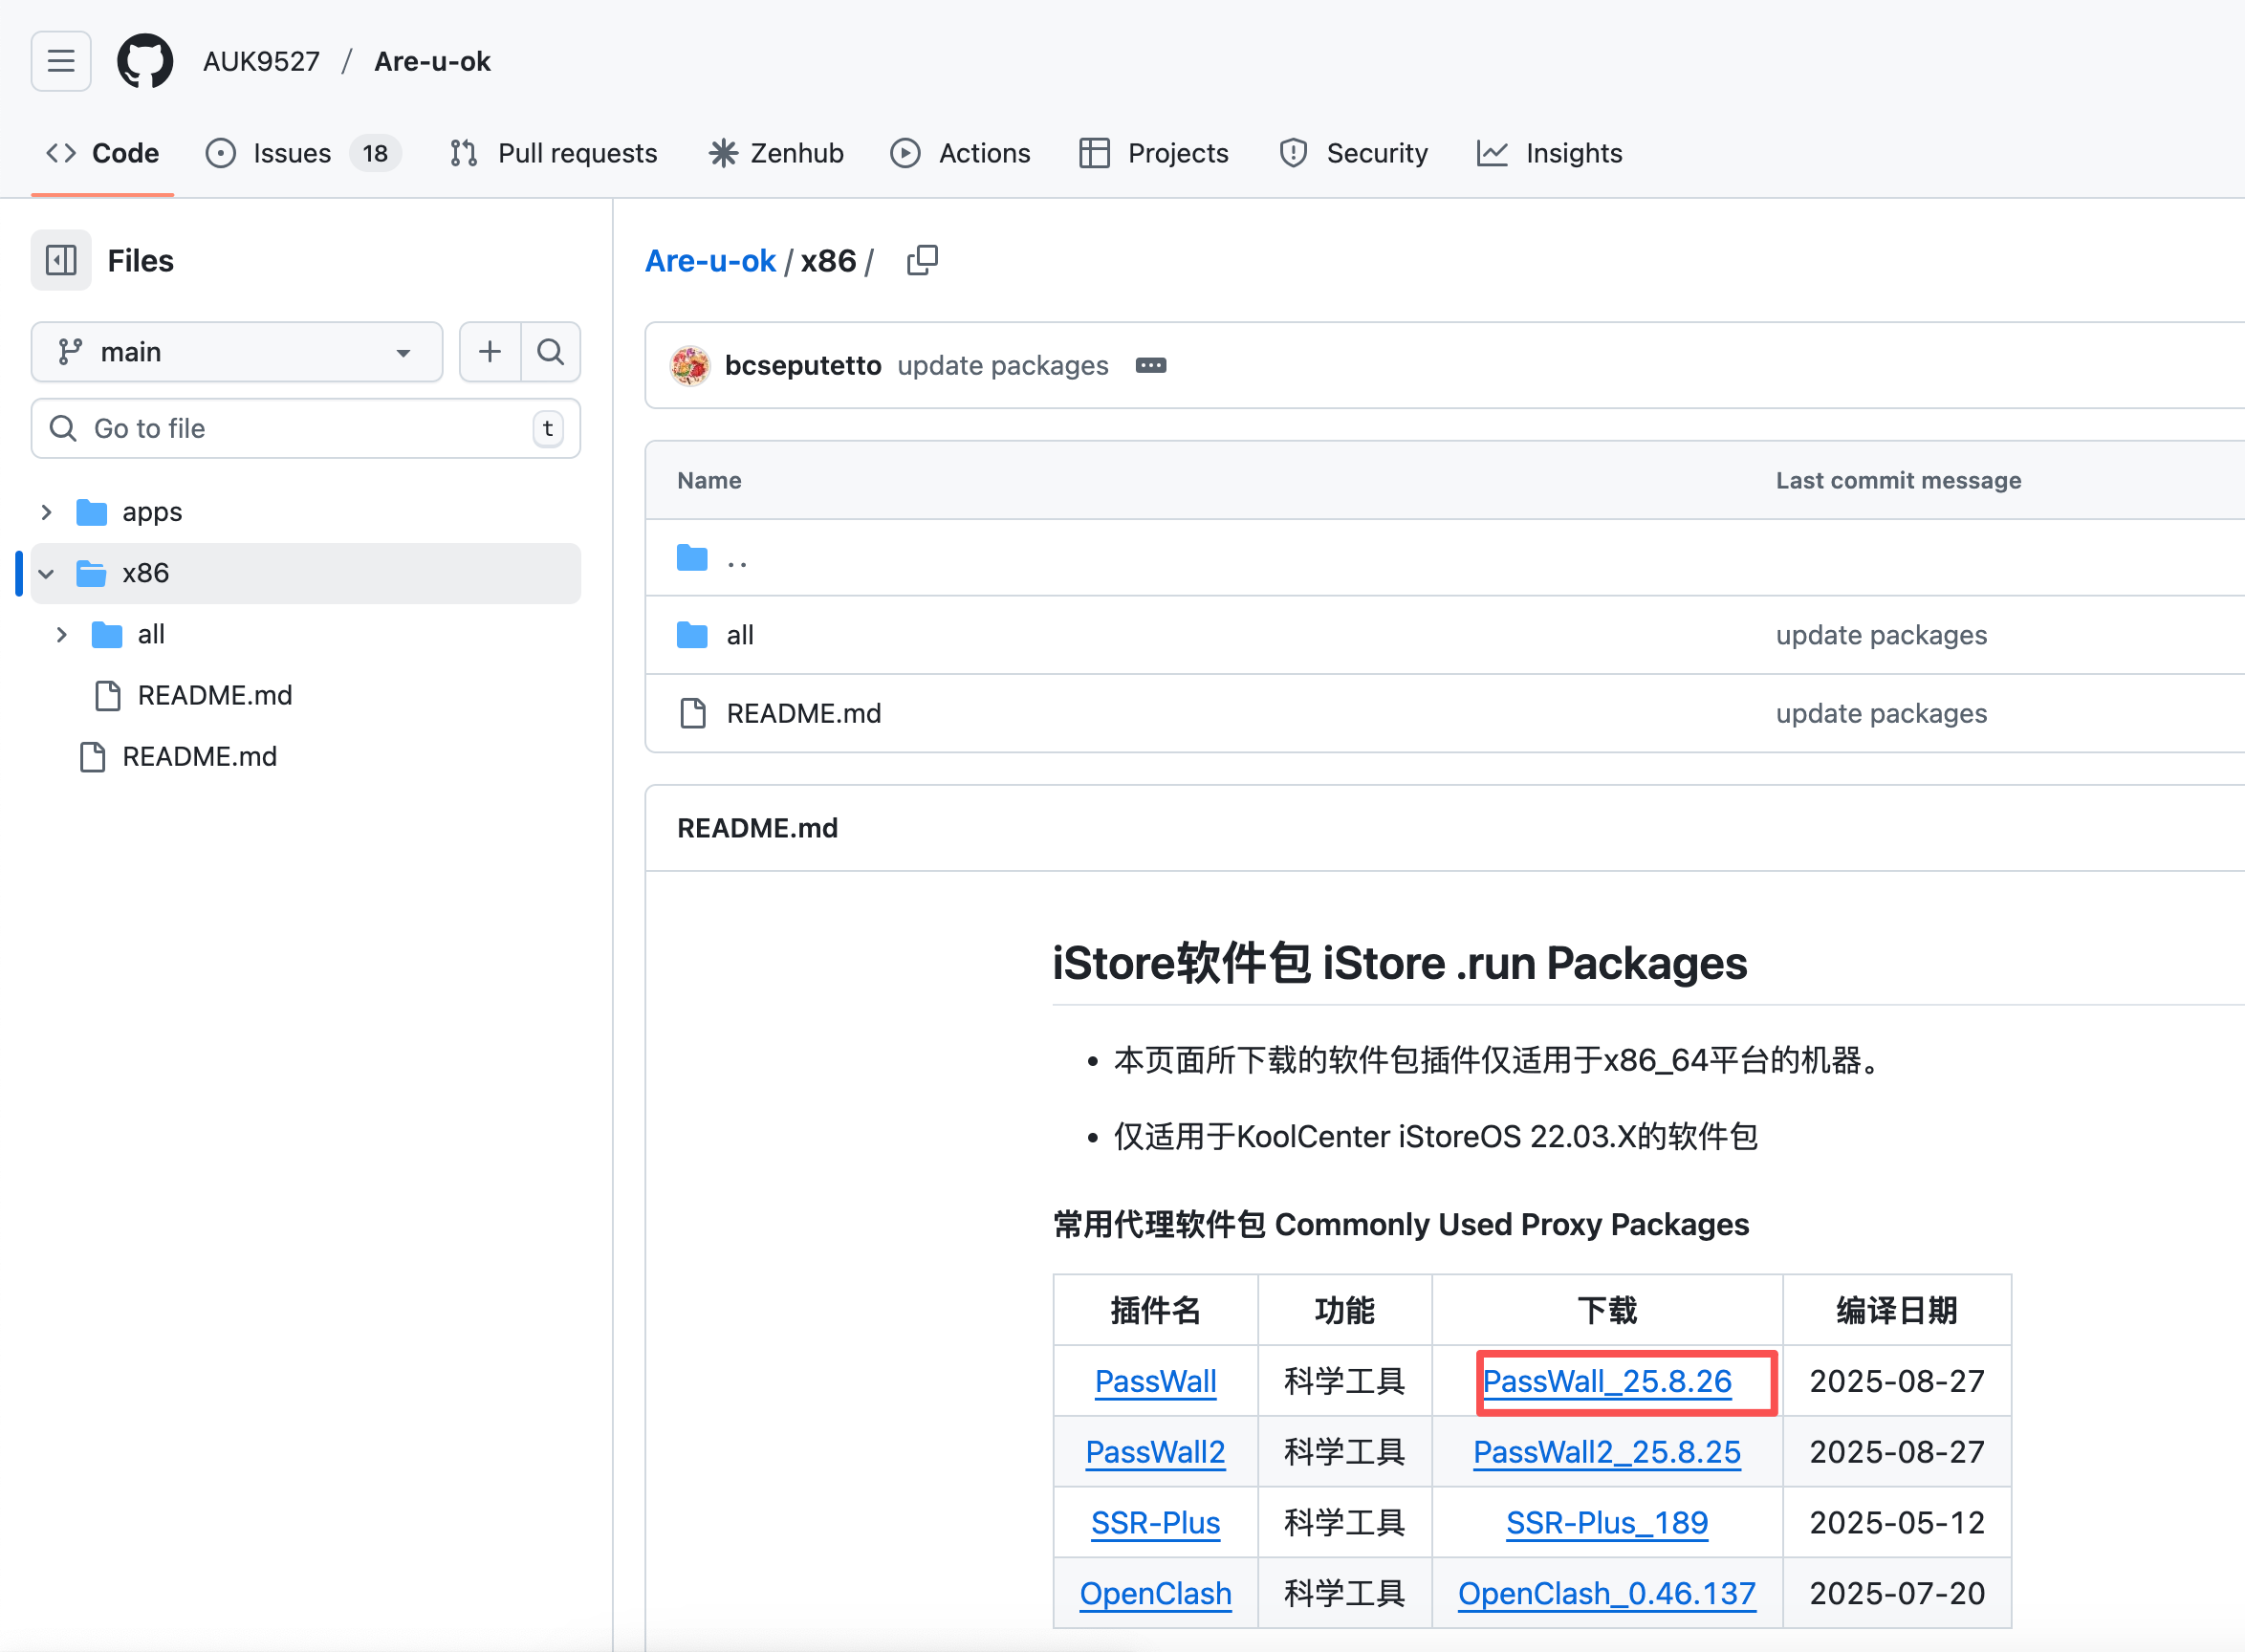 AUK9527 / Are-u-ok
Code Issues 18 Pull requests Zenhub Actions Projects Security Insights
Files
main
Go to file t
apps
x86
all
README.md
README.md
Are-u-ok / x86 /
bcseputetto update packages
Name Last commit message
..
all update packages
README.md update packages
README.md
iStore软件包 iStore .run Packages
• 本页面所下载的软件包插件仅适用于x86_64平台的机器。
• 仅适用于KoolCenter iStoreOS 22.03.X的软件包
常用代理软件包 Commonly Used Proxy Packages
插件名 功能 下载 编译日期
PassWall 科学工具 PassWall_25.8.26 2025-08-27
PassWall2 科学工具 PassWall2_25.8.25 2025-08-27
SSR-Plus 科学工具 SSR-Plus_189 2025-05-12
OpenClash 科学工具 OpenClash_0.46.137 2025-07-20